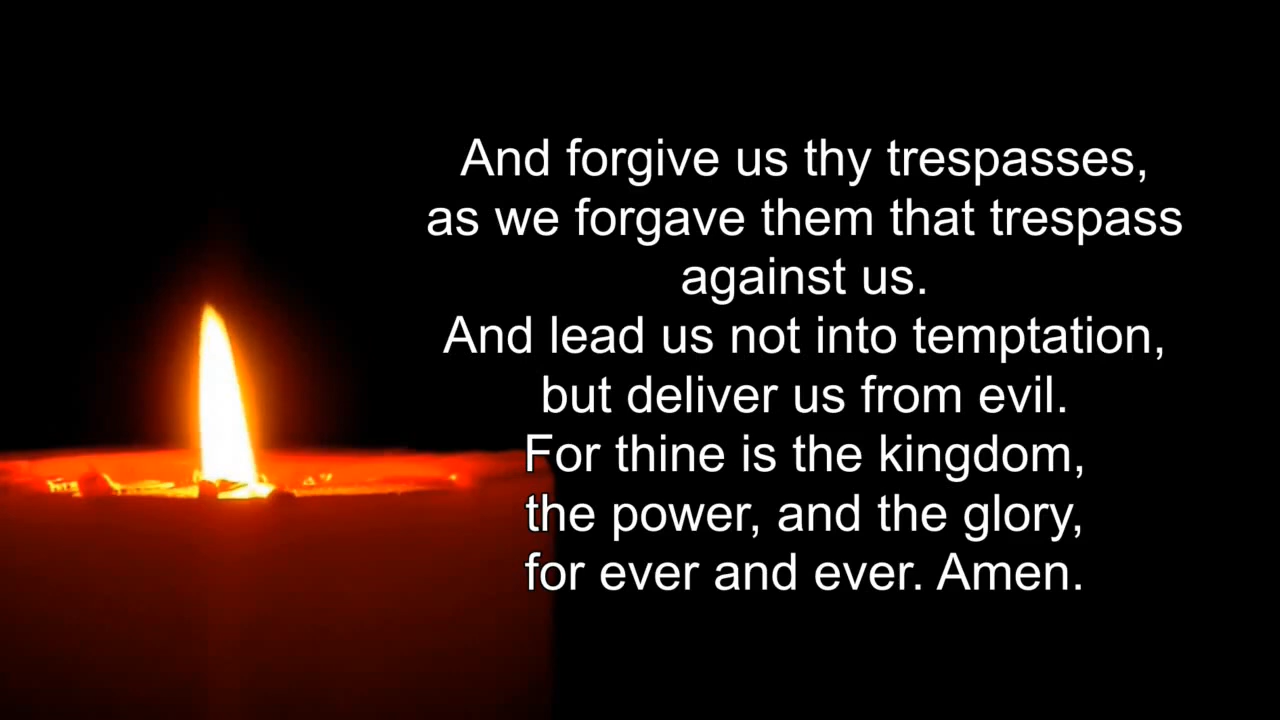 And forgive us thy trespasses,
as we forgave them that trespass
against us.
And lead us not into temptation,
but deliver us from evil.
For thine is the kingdom,
the power, and the glory,
for ever and ever. Amen.